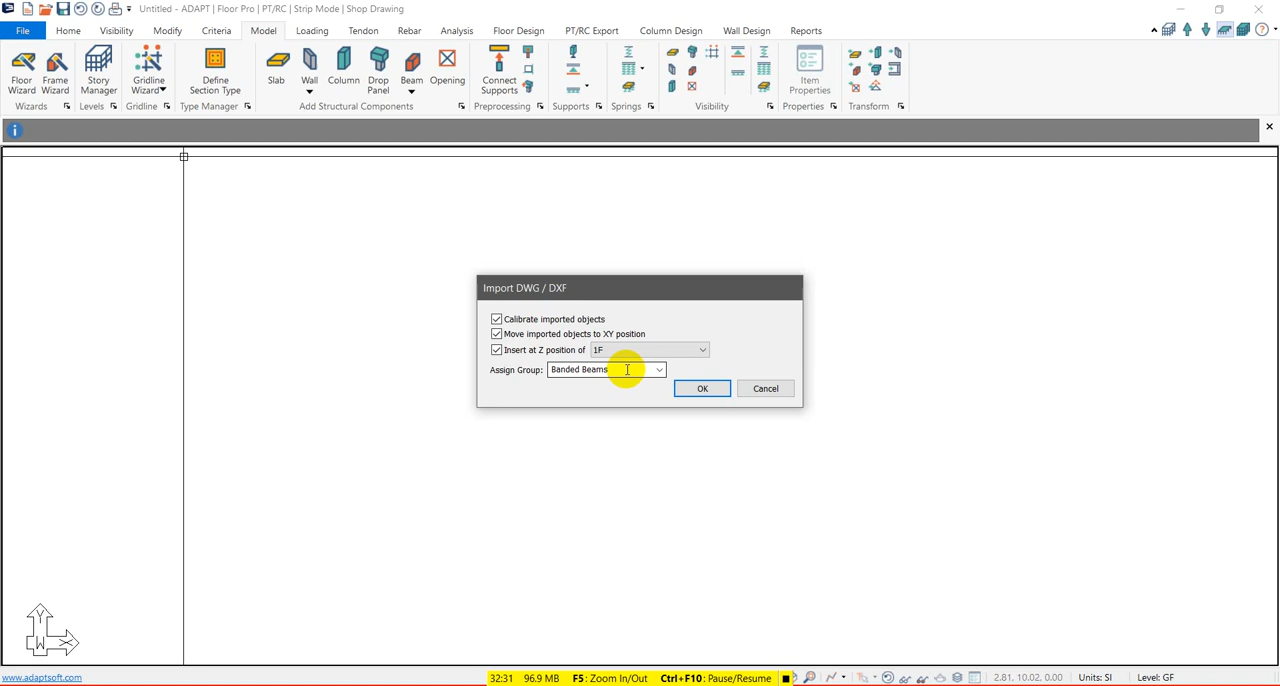 Untitled - ADAPT | Floor Pro | PT/RC | Strip Mode | Shop Drawing
File Home Visibility Modify Criteria Model Loading Tendon Rebar Analysis Floor Design PT/RC Export Column Design Wall Design Reports
Floor Wizard
Frame Wizard
Story Manager
Gridline Wizard
Define Section Type
Slab
Wall
Column
Drop Panel
Beam
Opening
Connect Supports
Item Properties
Wizards Levels Gridline Type Manager Add Structural Components Preprocessing Supports Springs Visibility Properties Transform
Import DWG / DXF
Calibrate imported objects
Move imported objects to XY position
Insert at Z position of 1F
Assign Group: Banded Beams
OK Cancel
Y
W X
www.adaptsoft.com 32:31 96.9 MB F5: Zoom In/Out Ctrl+F10: Pause/Resume 2.81, 10.02, 0.00 Units: SI Level: GF